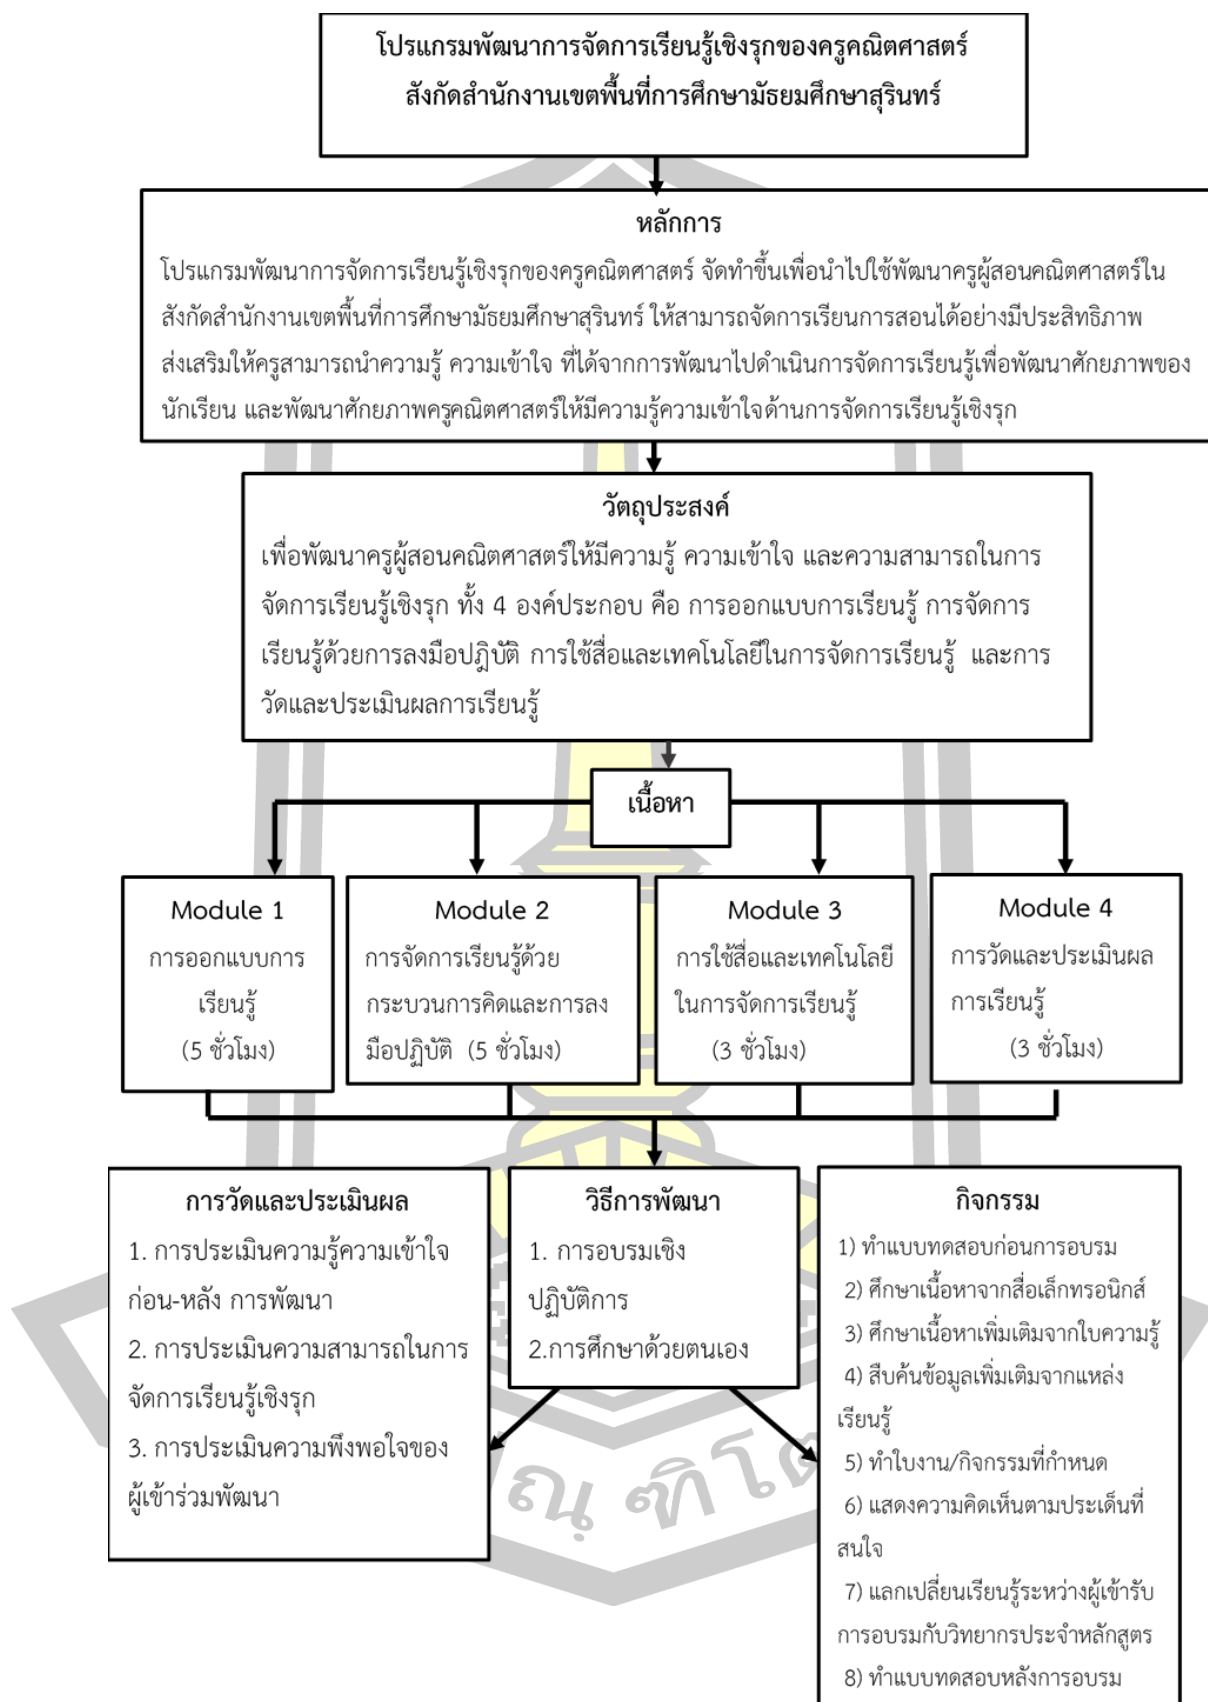 โปรแกรมพัฒนาการจัดการเรียนรู้เชิงรุกของครูคณิตศาสตร์
สังกัดสำนักงานเขตพื้นที่การศึกษามัธยมศึกษาสุรินทร์
หลักการ
โปรแกรมพัฒนาการจัดการเรียนรู้เชิงรุกของครูคณิตศาสตร์ จัดทำขึ้นเพื่อนำไปใช้พัฒนาครูผู้สอนคณิตศาสตร์ใน
สังกัดสำนักงานเขตพื้นที่การศึกษามัธยมศึกษาสุรินทร์ ให้สามารถจัดการเรียนการสอนได้อย่างมีประสิทธิภาพ
ส่งเสริมให้ครูสามารถนำความรู้ ความเข้าใจ ที่ได้จากการพัฒนาไปดำเนินการจัดการเรียนรู้เพื่อพัฒนาศักยภาพของ
นักเรียน และพัฒนาศักยภาพครูคณิตศาสตร์ให้มีความรู้ความเข้าใจด้านการจัดการเรียนรู้เชิงรุก
วัตถุประสงค์
เพื่อพัฒนาครูผู้สอนคณิตศาสตร์ให้มีความรู้ ความเข้าใจ และความสามารถในการ
จัดการเรียนรู้เชิงรุก ทั้ง 4 องค์ประกอบ คือ การออกแบบการเรียนรู้ การจัดการ
เรียนรู้ด้วยการลงมือปฏิบัติ การใช้สื่อและเทคโนโลยีในการจัดการเรียนรู้ และการ
วัดและประเมินผลการเรียนรู้
เนื้อหา
Module 1
การออกแบบการ
เรียนรู้
(5 ชั่วโมง)
Module 2
การจัดการเรียนรู้ด้วย
กระบวนการคิดและการลง
มือปฏิบัติ (5 ชั่วโมง)
Module 3
การใช้สื่อและเทคโนโลยี
ในการจัดการเรียนรู้
(3 ชั่วโมง)
Module 4
การวัดและประเมินผล
การเรียนรู้
(3 ชั่วโมง)
การวัดและประเมินผล
1. การประเมินความรู้ความเข้าใจ
ก่อน-หลัง การพัฒนา
2. การประเมินความสามารถในการ
จัดการเรียนรู้เชิงรุก
3. การประเมินความพึงพอใจของ
ผู้เข้าร่วมพัฒนา
วิธีการพัฒนา
1. การอบรมเชิง
ปฏิบัติการ
2.การศึกษาด้วยตนเอง
กิจกรรม
1) ทำแบบทดสอบก่อนการอบรม
2) ศึกษาเนื้อหาจากสื่อเล็กทรอนิกส์
3) ศึกษาเนื้อหาเพิ่มเติมจากใบความรู้
4) สืบค้นข้อมูลเพิ่มเติมจากแหล่ง
เรียนรู้
5) ทำใบงาน/กิจกรรมที่กำหนด
6) แสดงความคิดเห็นตามประเด็นที่
สนใจ
7) แลกเปลี่ยนเรียนรู้ระหว่างผู้เข้ารับ
การอบรมกับวิทยากรประจำหลักสูตร
8) ทำแบบทดสอบหลังการอบรม